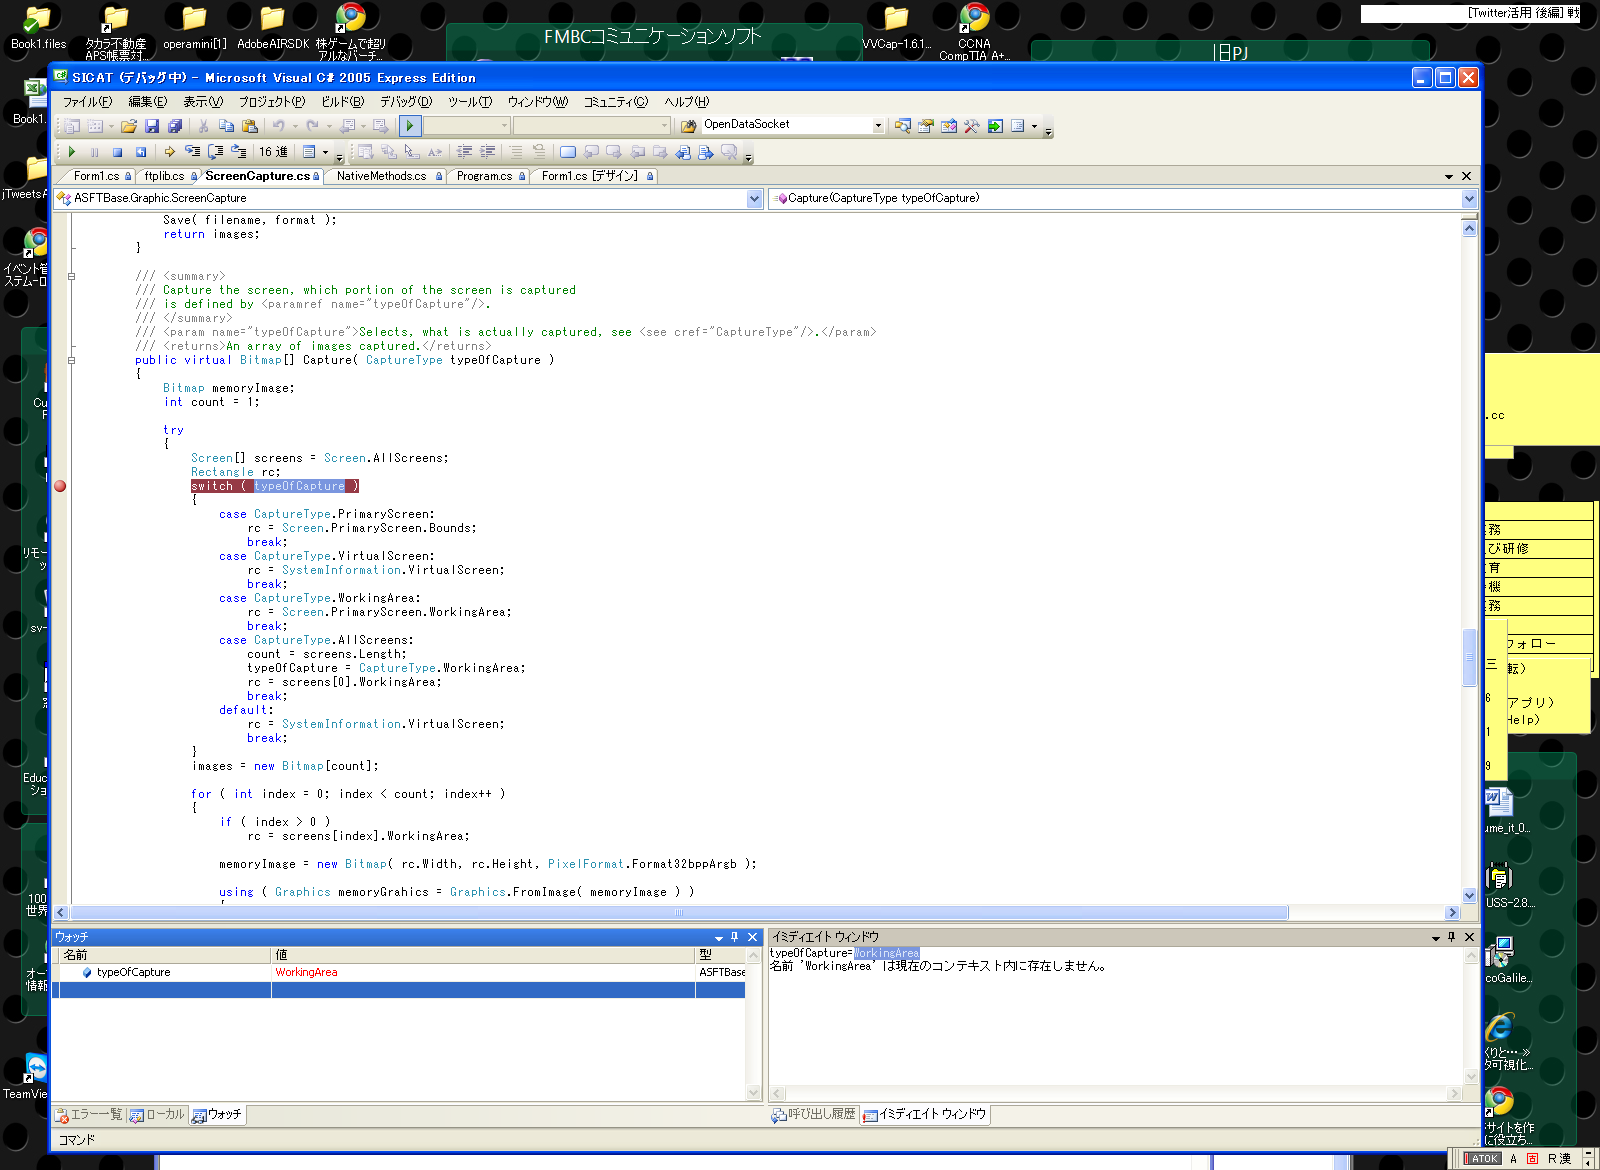 Book1.files
タカラ不動産
APS帳票対...
operamini[1]
AdobeAIRSDK
株ゲームで超リ
アルなバーチ...
FMBCコミュニケーションソフト
VVCap-1.6.1...
CCNA
CompTIA A+...
[Twitter活用 後編] 戦
旧PJ
SICAT (デバッグ中) - Microsoft Visual C# 2005 Express Edition
ファイル(F) 編集(E) 表示(V) プロジェクト(P) ビルド(B) デバッグ(D) ツール(T) ウィンドウ(W) コミュニティ(C) ヘルプ(H)
OpenDataSocket
16 進
Form1.cs ftplib.cs ScreenCapture.cs NativeMethods.cs Program.cs Form1.cs [デザイン]
ASFTBase.Graphic.ScreenCapture
Capture(CaptureType typeOfCapture)
Save( filename, format );
return images;
}
/// <summary>
/// Capture the screen, which portion of the screen is captured
/// is defined by <paramref name="typeOfCapture"/>.
/// </summary>
/// <param name="typeOfCapture">Selects, what is actually captured, see <see cref="CaptureType"/>.</param>
/// <returns>An array of images captured.</returns>
public virtual Bitmap[] Capture( CaptureType typeOfCapture )
{
Bitmap memoryImage;
int count = 1;
try
{
Screen[] screens = Screen.AllScreens;
Rectangle rc;
switch ( typeOfCapture )
{
case CaptureType.PrimaryScreen:
rc = Screen.PrimaryScreen.Bounds;
break;
case CaptureType.VirtualScreen:
rc = SystemInformation.VirtualScreen;
break;
case CaptureType.WorkingArea:
rc = Screen.PrimaryScreen.WorkingArea;
break;
case CaptureType.AllScreens:
count = screens.Length;
typeOfCapture = CaptureType.WorkingArea;
rc = screens[0].WorkingArea;
break;
default:
rc = SystemInformation.VirtualScreen;
break;
}
images = new Bitmap[count];
for ( int index = 0; index < count; index++ )
{
if ( index > 0 )
rc = screens[index].WorkingArea;
memoryImage = new Bitmap( rc.Width, rc.Height, PixelFormat.Format32bppArgb );
using ( Graphics memoryGrahics = Graphics.FromImage( memoryImage ) )
ウォッチ
名前 値 型
typeOfCapture WorkingArea ASFTBase
エラー一覧 ローカル ウォッチ
イミディエイト ウィンドウ
typeOfCapture=WorkingArea
名前 'WorkingArea' は現在のコンテキスト内に存在しません。
呼び出し履歴 イミディエイト ウィンドウ
コマンド
Book1.
jTweetsA
イベント管
ステム-ロ
Cu
F
リモー
ッ
sv-
Educ
ショ
100
世界
オー
情報
TeamVie
.cc
務
び研修
育
機
務
フォロー
三
転）
6
アプリ）
Help）
1
9
ume_it_0...
USS-2.8....
coGalile...
くりと… »
タ可視化...
サイトを作
に役立ち...
ATOK A R 漢